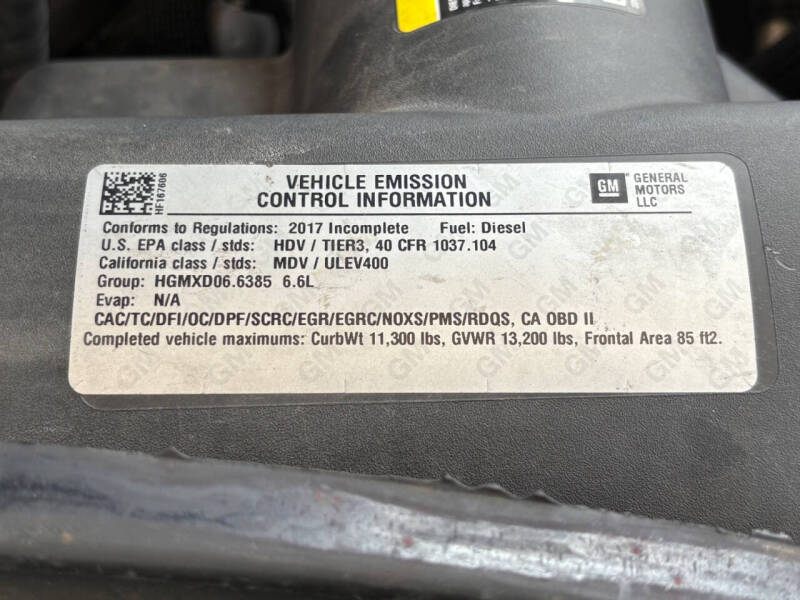 HF167606
VEHICLE EMISSION
CONTROL INFORMATION
GM
GENERAL
MOTORS
LLC
Conforms to Regulations: 2017 Incomplete Fuel: Diesel
U.S. EPA class / stds: HDV / TIER3, 40 CFR 1037.104
California class / stds: MDV / ULEV400
Group: HGMXD06.6385 6.6L
Evap: N/A
CAC/TC/DFI/OC/DPF/SCRC/EGR/EGRC/NOXS/PMS/RDQS, CA OBD II
Completed vehicle maximums: CurbWt 11,300 lbs, GVWR 13,200 lbs, Frontal Area 85 ft2.